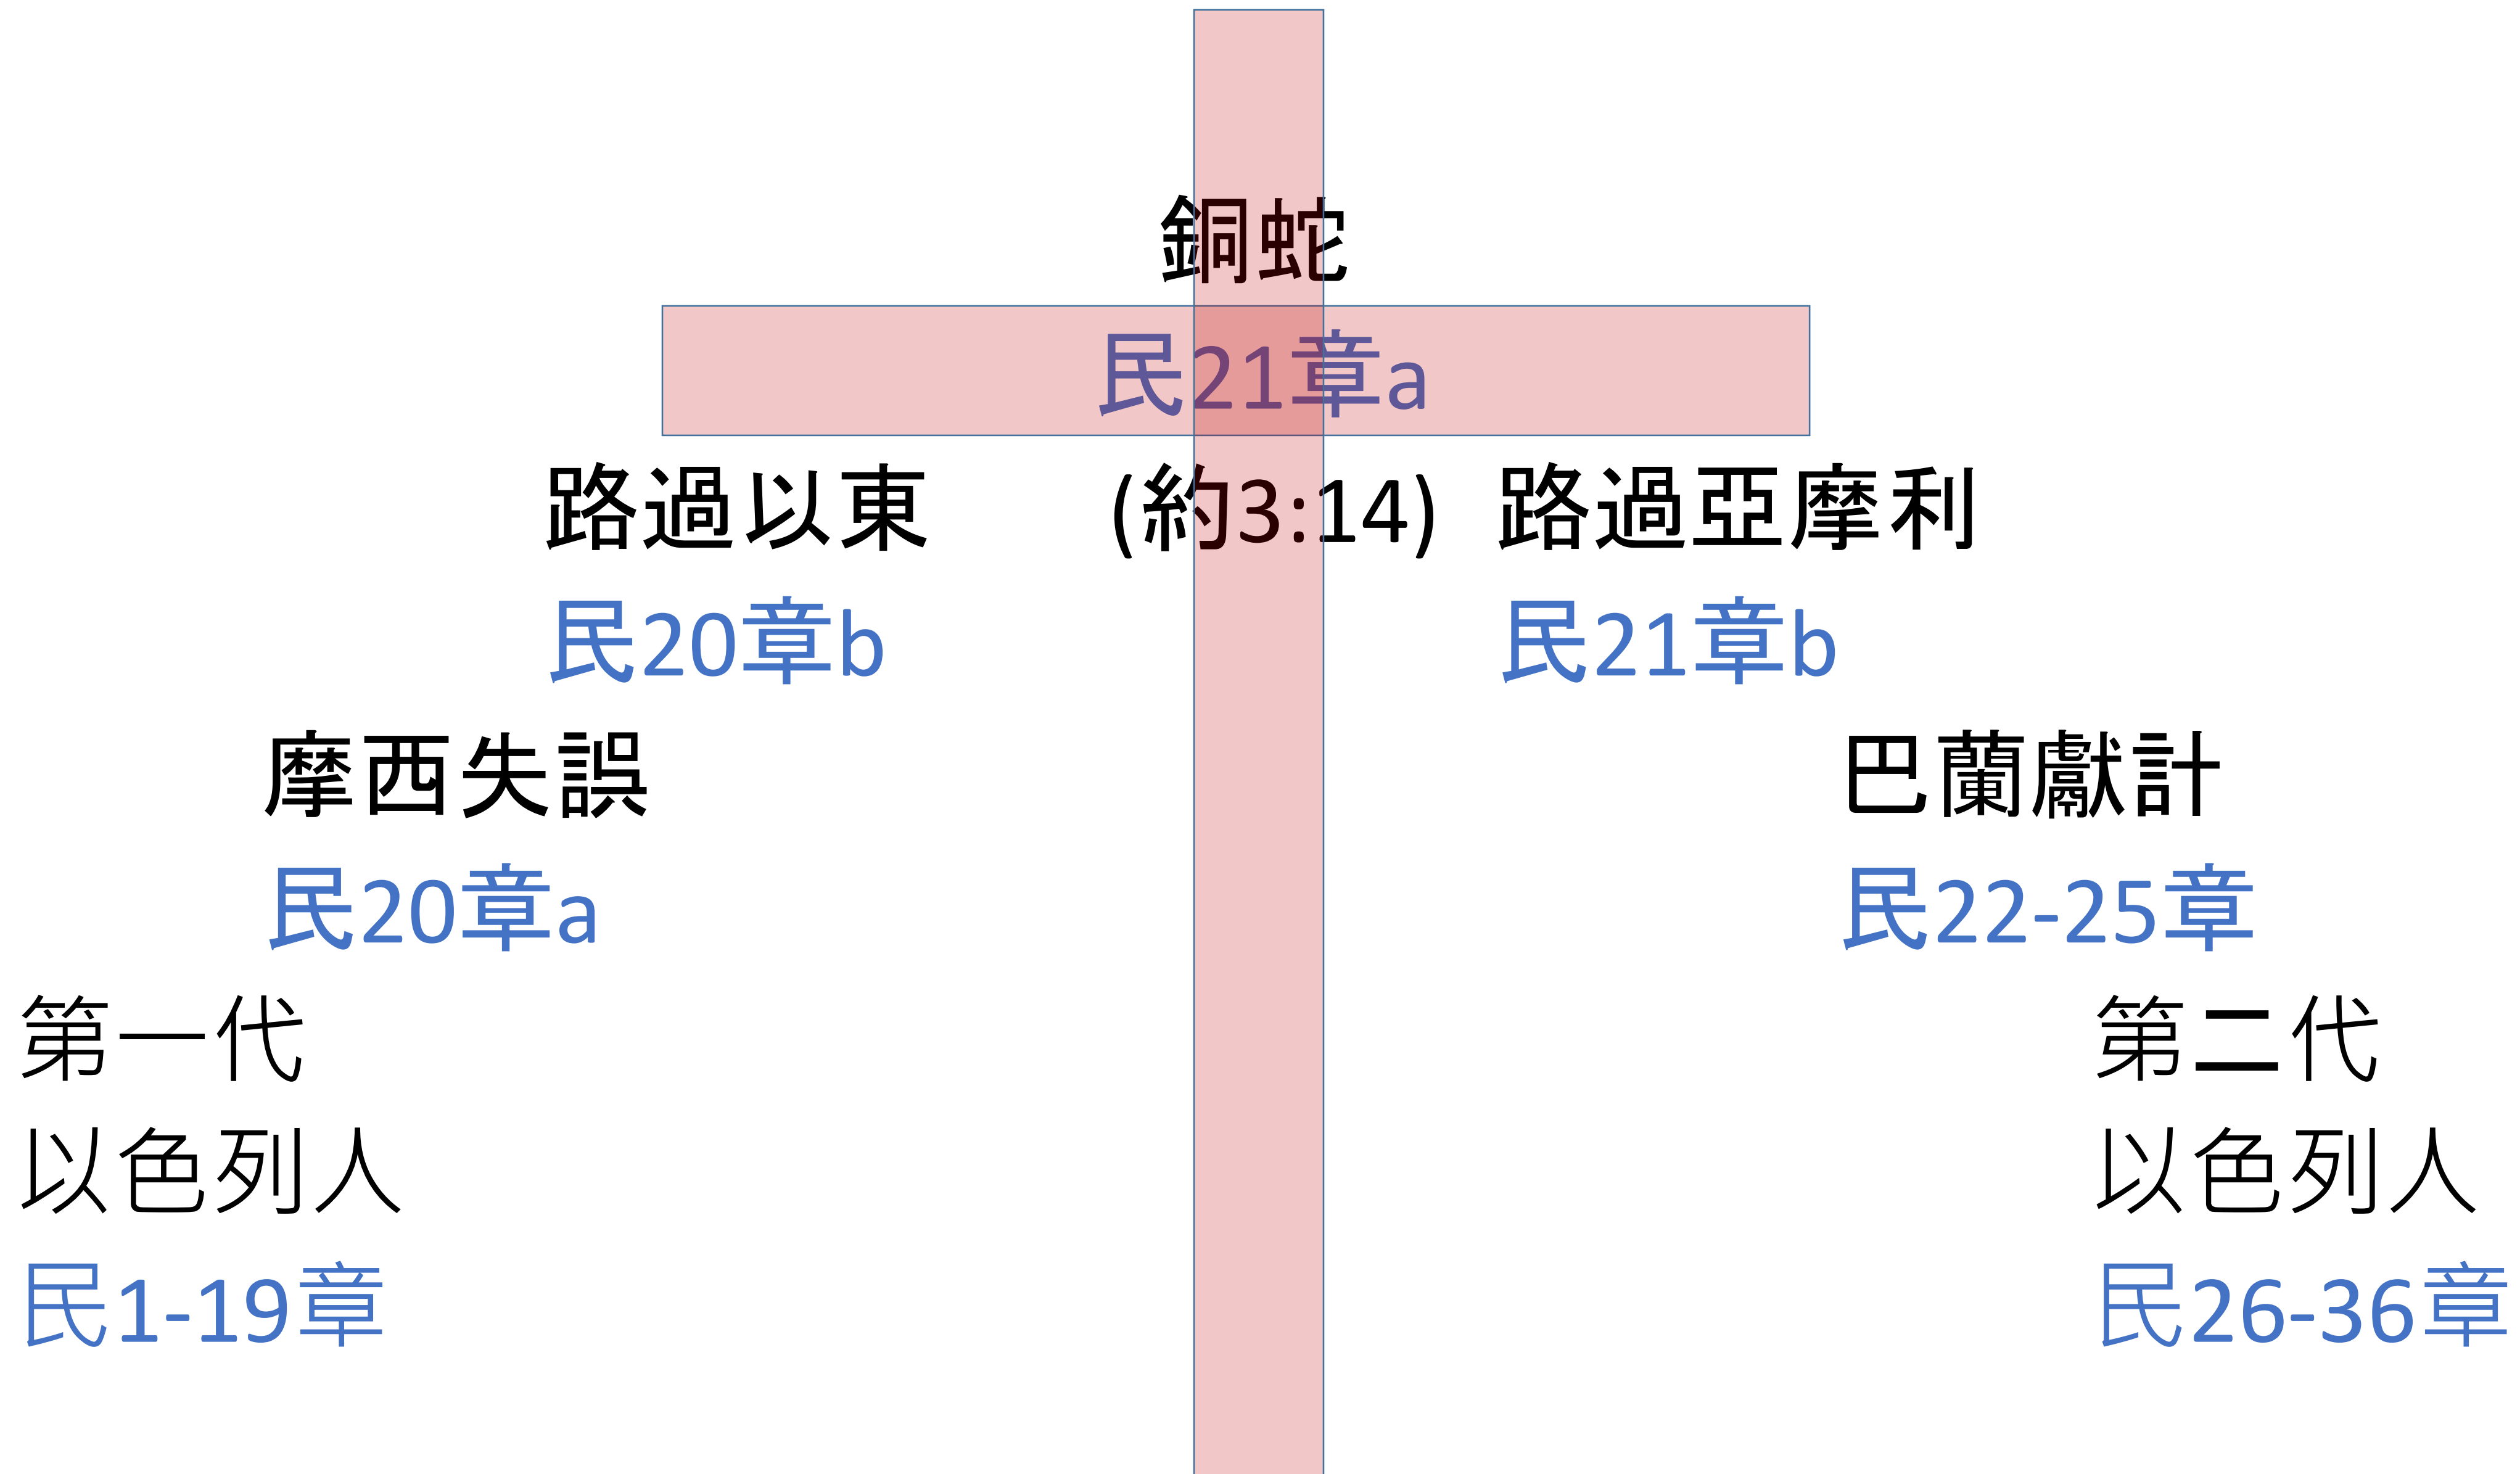 銅蛇
民21章a
路過以東 (約3:14) 路過亞摩利
民20章b 民21章b
摩西失誤 巴蘭獻計
民20章a 民22-25章
第一代 第二代
以色列人 以色列人
民1-19章 民26-36章